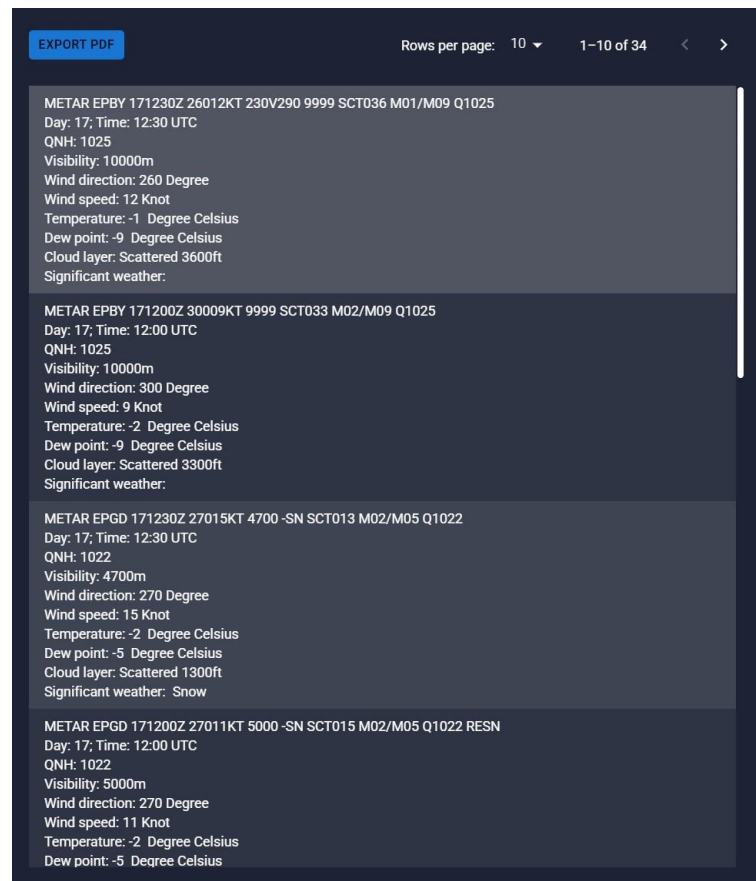 EXPORT PDF
Rows per page: 10 1–10 of 34
METAR EPBY 171230Z 26012KT 230V290 9999 SCT036 M01/M09 Q1025
Day: 17; Time: 12:30 UTC
QNH: 1025
Visibility: 10000m
Wind direction: 260 Degree
Wind speed: 12 Knot
Temperature: -1 Degree Celsius
Dew point: -9 Degree Celsius
Cloud layer: Scattered 3600ft
Significant weather:
METAR EPBY 171200Z 30009KT 9999 SCT033 M02/M09 Q1025
Day: 17; Time: 12:00 UTC
QNH: 1025
Visibility: 10000m
Wind direction: 300 Degree
Wind speed: 9 Knot
Temperature: -2 Degree Celsius
Dew point: -9 Degree Celsius
Cloud layer: Scattered 3300ft
Significant weather:
METAR EPGD 171230Z 27015KT 4700 -SN SCT013 M02/M05 Q1022
Day: 17; Time: 12:30 UTC
QNH: 1022
Visibility: 4700m
Wind direction: 270 Degree
Wind speed: 15 Knot
Temperature: -2 Degree Celsius
Dew point: -5 Degree Celsius
Cloud layer: Scattered 1300ft
Significant weather: Snow
METAR EPGD 171200Z 27011KT 5000 -SN SCT015 M02/M05 Q1022 RESN
Day: 17; Time: 12:00 UTC
QNH: 1022
Visibility: 5000m
Wind direction: 270 Degree
Wind speed: 11 Knot
Temperature: -2 Degree Celsius
Dew point: -5 Degree Celsius